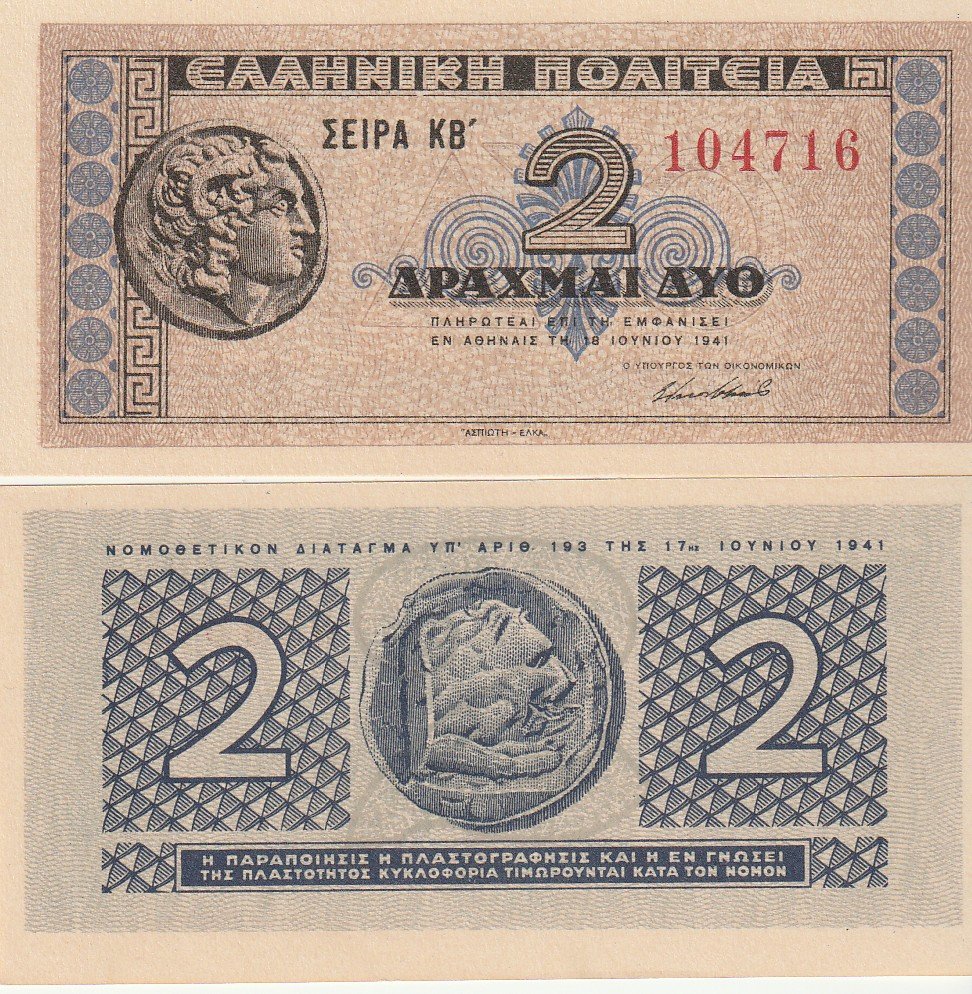 ΕΛΛΗΝΙΚΗ ΠΟΛΙΤΕΙΑ
ΣΕΙΡΑ ΚΒ΄
2
104716
ΔΡΑΧΜΑΙ ΔΥΟ
ΠΛΗΡΩΤΕΑΙ ΕΠΙ ΤΗ ΕΜΦΑΝΙΣΕΙ
ΕΝ ΑΘΗΝΑΙΣ ΤΗ 18 ΙΟΥΝΙΟΥ 1941
Ο ΥΠΟΥΡΓΟΣ ΤΩΝ ΟΙΚΟΝΟΜΙΚΩΝ
"ΑΣΠΙΩΤΗ - ΕΛΚΑ„
ΝΟΜΟΘΕΤΙΚΟΝ ΔΙΑΤΑΓΜΑ ΥΠ' ΑΡΙΘ. 193 ΤΗΣ 17ΗΣ ΙΟΥΝΙΟΥ 1941
2 2
Η ΠΑΡΑΠΟΙΗΣΙΣ Η ΠΛΑΣΤΟΓΡΑΦΗΣΙΣ ΚΑΙ Η ΕΝ ΓΝΩΣΕΙ
ΤΗΣ ΠΛΑΣΤΟΤΗΤΟΣ ΚΥΚΛΟΦΟΡΙΑ ΤΙΜΩΡΟΥΝΤΑΙ ΚΑΤΑ ΤΟΝ ΝΟΜΟΝ